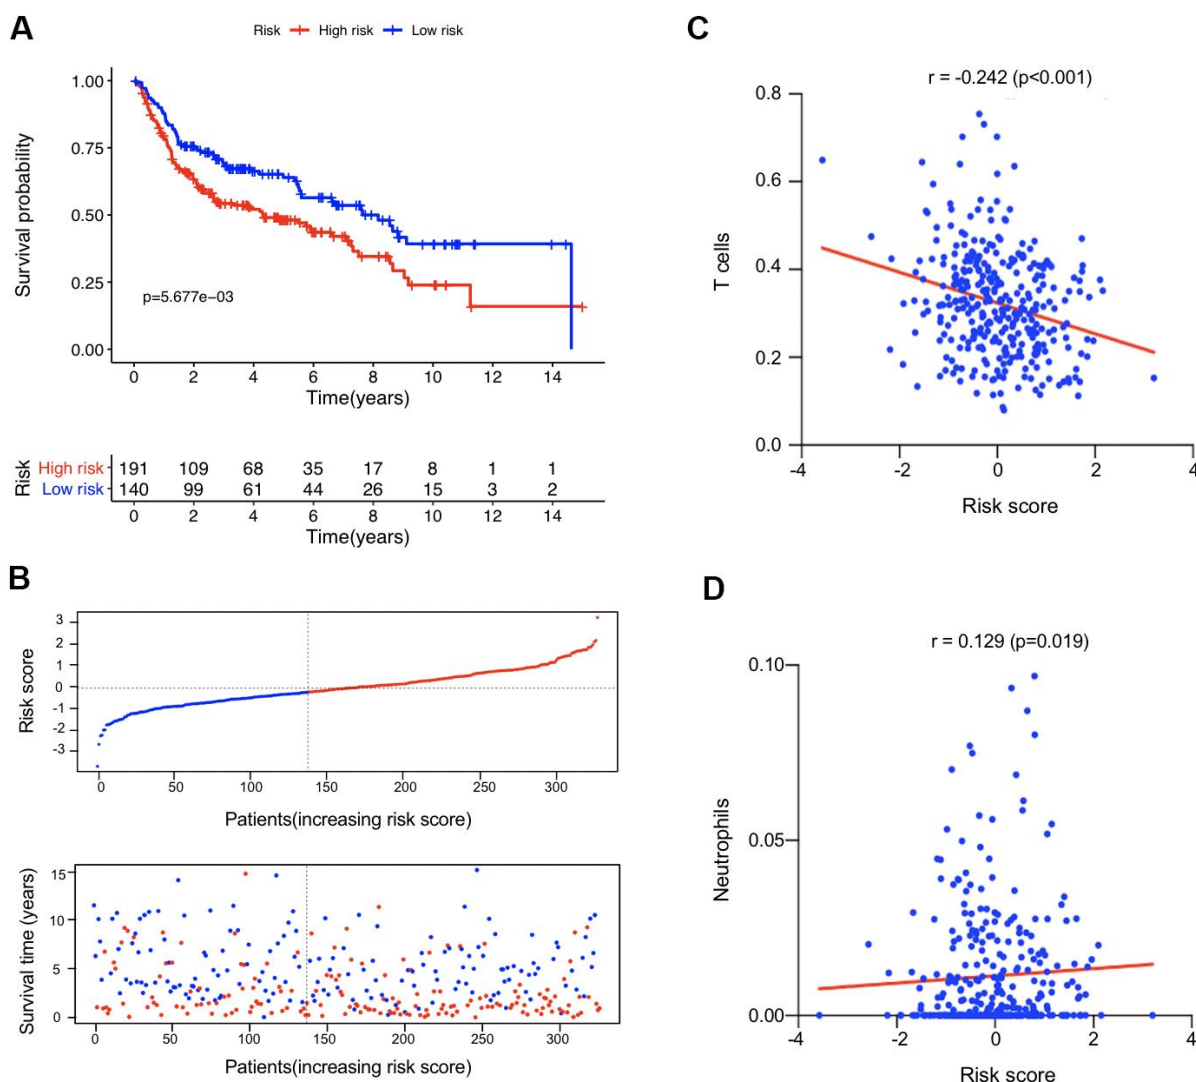 A
Risk High risk Low risk
Survival probability
1.00
0.75
0.50
0.25
0.00
p=5.677e−03
0 2 4 6 8 10 12 14
Time(years)
Risk
High risk 191 109 68 35 17 8 1 1
Low risk 140 99 61 44 26 15 3 2
0 2 4 6 8 10 12 14
Time(years)
B
Risk score
3
2
1
0
-1
-2
-3
0 50 100 150 200 250 300
Patients(increasing risk score)
Survival time (years)
15
10
5
0
0 50 100 150 200 250 300
Patients(increasing risk score)
C
r = -0.242 (p<0.001)
T cells
0.8
0.6
0.4
0.2
0.0
-4 -2 0 2 4
Risk score
D
r = 0.129 (p=0.019)
Neutrophils
0.10
0.05
0.00
-4 -2 0 2 4
Risk score